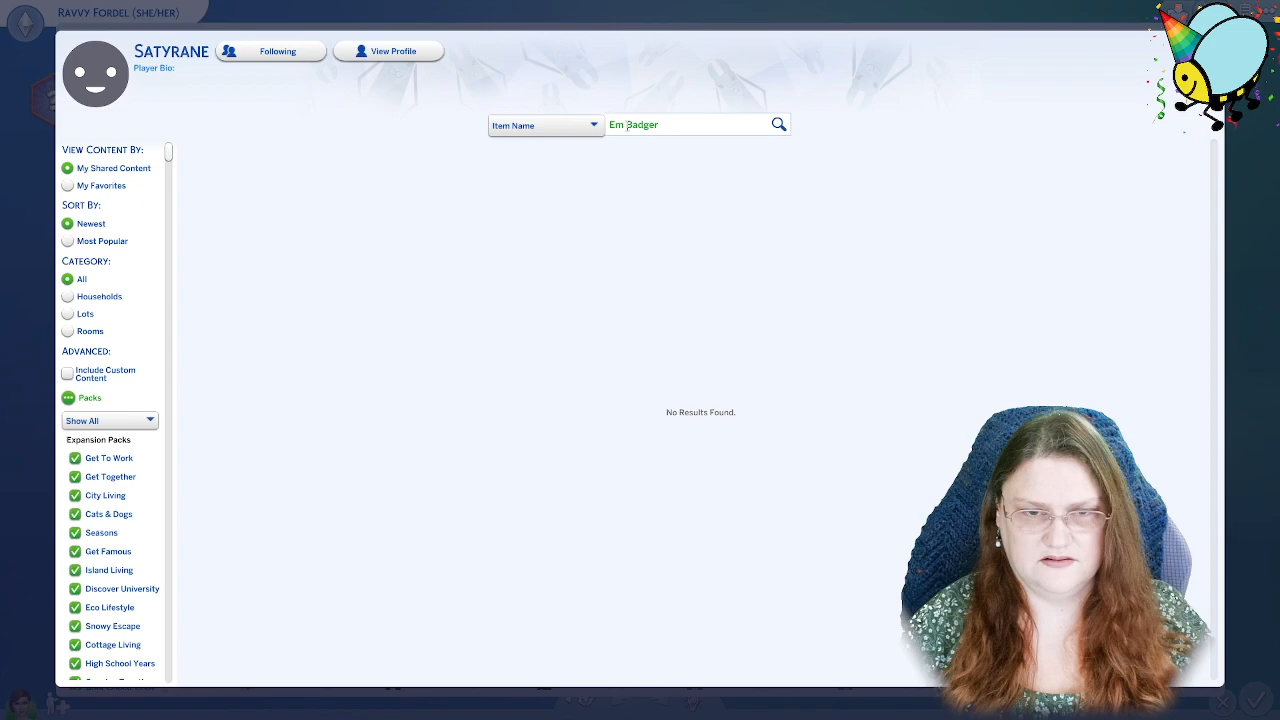 Ravvy Fordel (she/her)
Satyrane
Following
View Profile
Player Bio:
Item Name
Em Badger
View Content By:
My Shared Content
My Favorites
Sort By:
Newest
Most Popular
Category:
All
Households
Lots
Rooms
Advanced:
Include Custom
Content
Packs
Show All
Expansion Packs
Get To Work
Get Together
City Living
Cats & Dogs
Seasons
Get Famous
Island Living
Discover University
Eco Lifestyle
Snowy Escape
Cottage Living
High School Years
No Results Found.